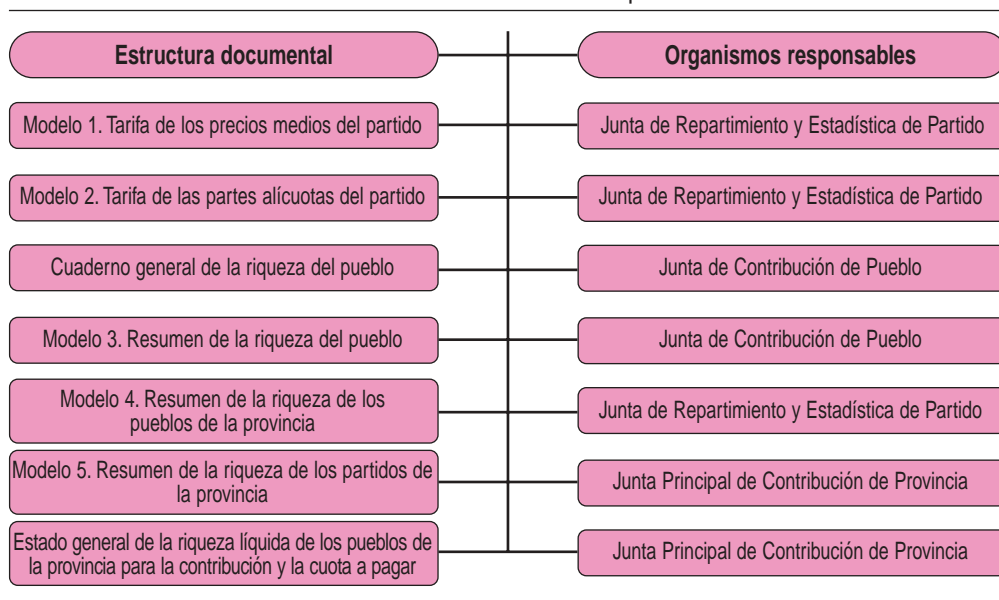 Estructura documental
Organismos responsables
Modelo 1. Tarifa de los precios medios del partido
Junta de Repartimiento y Estadística de Partido
Modelo 2. Tarifa de las partes alícuotas del partido
Junta de Repartimiento y Estadística de Partido
Cuaderno general de la riqueza del pueblo
Junta de Contribución de Pueblo
Modelo 3. Resumen de la riqueza del pueblo
Junta de Contribución de Pueblo
Modelo 4. Resumen de la riqueza de los
pueblos de la provincia
Junta de Repartimiento y Estadística de Partido
Modelo 5. Resumen de la riqueza de los partidos de
la provincia
Junta Principal de Contribución de Provincia
Estado general de la riqueza líquida de los pueblos de
la provincia para la contribución y la cuota a pagar
Junta Principal de Contribución de Provincia